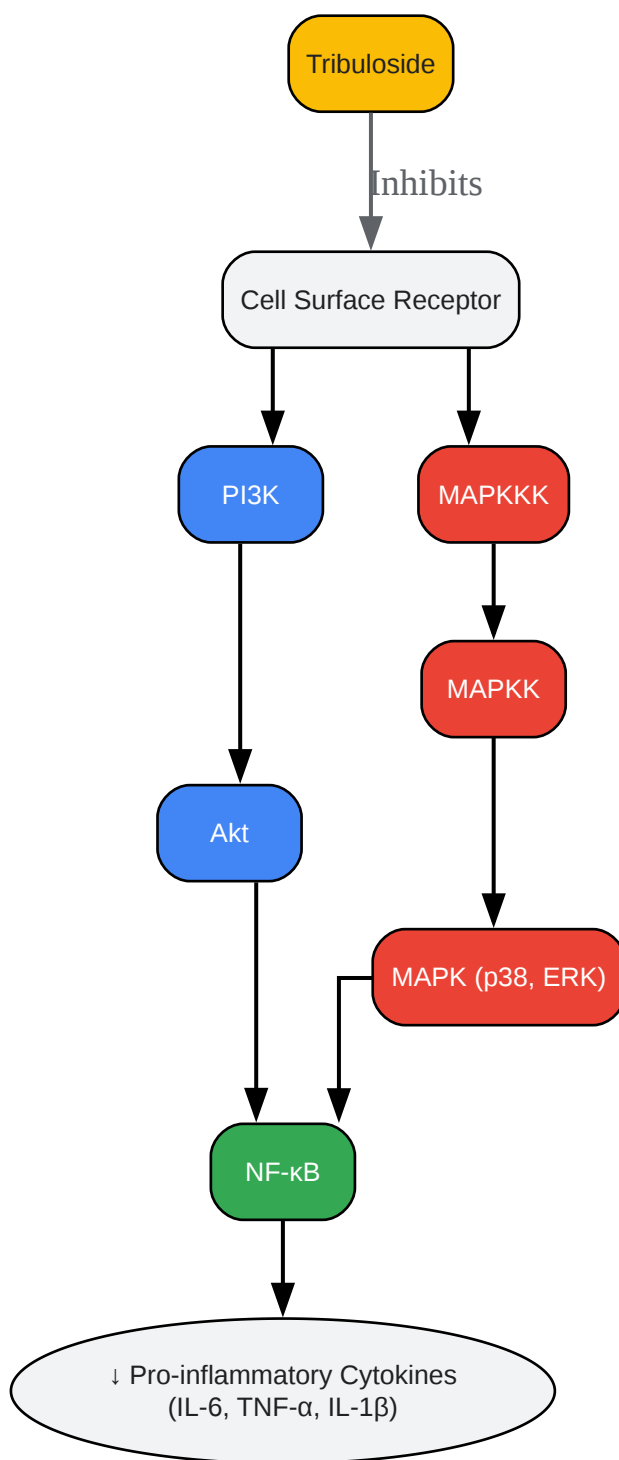 Tribuloside
Inhibits
Cell Surface Receptor
PI3K
MAPKKK
MAPKK
Akt
MAPK (p38, ERK)
NF-κB
↓ Pro-inflammatory Cytokines
(IL-6, TNF-α, IL-1β)